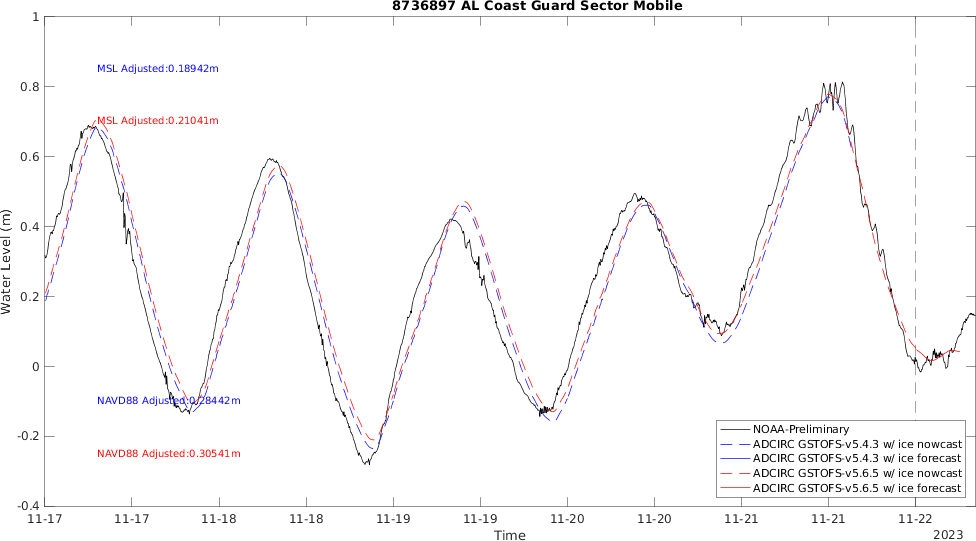 8736897 AL Coast Guard Sector Mobile
1
0.8
0.6
0.4
0.2
0
-0.2
-0.4
Water Level (m)
MSL Adjusted:0.18942m
MSL Adjusted:0.21041m
NAVD88 Adjusted:0.28442m
NAVD88 Adjusted:0.30541m
NOAA-Preliminary
ADCIRC GSTOFS-v5.4.3 w/ ice nowcast
ADCIRC GSTOFS-v5.4.3 w/ ice forecast
ADCIRC GSTOFS-v5.6.5 w/ ice nowcast
ADCIRC GSTOFS-v5.6.5 w/ ice forecast
11-17 11-17 11-18 11-18 11-19 11-19 11-20 11-20 11-21 11-21 11-22
Time
2023